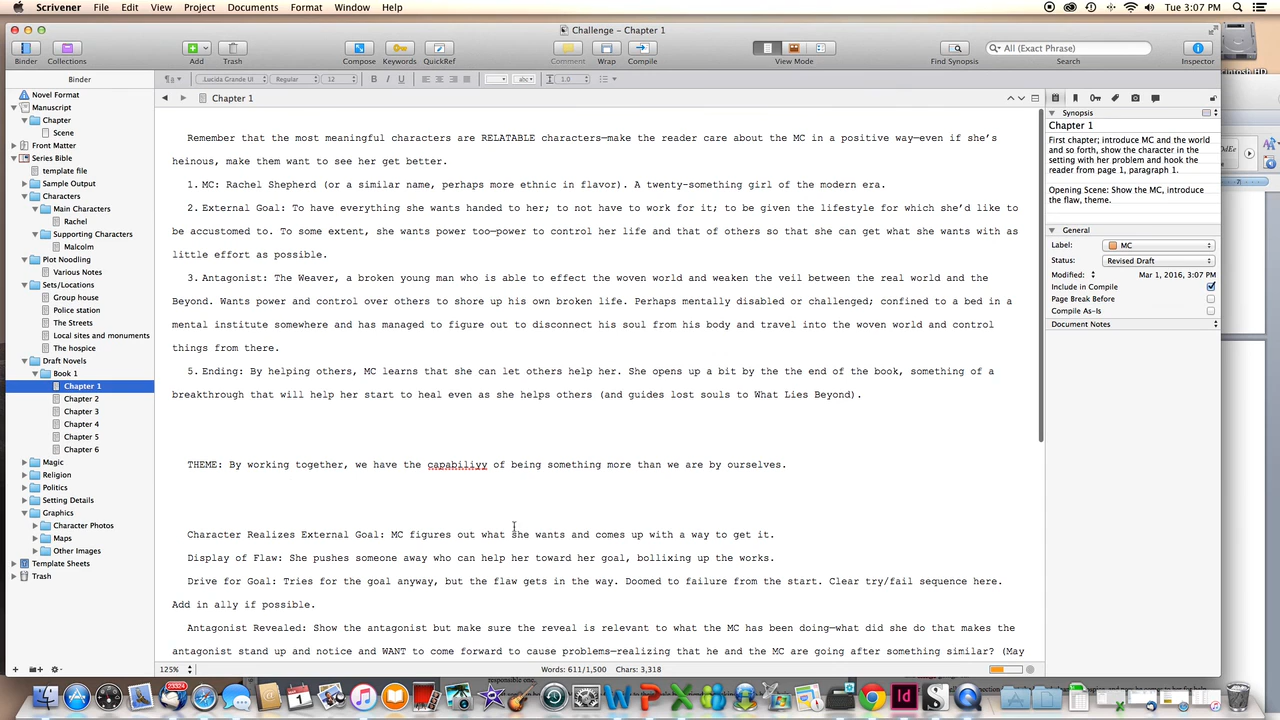 Scrivener File Edit View Project Documents Format Window Help Tue 3:07 PM
Challenge – Chapter 1
Binder Collections Add Trash Compose Keywords QuickRef Comment Wrap Compile View Mode Find Synopsis Search Inspector
All (Exact Phrase)
Binder
Lucida Grande UI Regular 12 B I U abc 1.0
Novel Format
Manuscript
Chapter
Scene
Front Matter
Series Bible
template file
Sample Output
Characters
Main Characters
Rachel
Supporting Characters
Malcolm
Plot Noodling
Various Notes
Sets/Locations
Group house
Police station
The Streets
Local sites and monuments
The hospice
Draft Novels
Book 1
Chapter 1
Chapter 2
Chapter 3
Chapter 4
Chapter 5
Chapter 6
Magic
Religion
Politics
Setting Details
Graphics
Character Photos
Maps
Other Images
Template Sheets
Trash
Chapter 1
Remember that the most meaningful characters are RELATABLE characters—make the reader care about the MC in a positive way—even if she's
heinous, make them want to see her get better.
1. MC: Rachel Shepherd (or a similar name, perhaps more ethnic in flavor). A twenty-something girl of the modern era.
2. External Goal: To have everything she wants handed to her; to not have to work for it; to be given the lifestyle for which she'd like to
be accustomed to. To some extent, she wants power too—power to control her life and that of others so that she can get what she wants with as
little effort as possible.
3. Antagonist: The Weaver, a broken young man who is able to effect the woven world and weaken the veil between the real world and the
Beyond. Wants power and control over others to shore up his own broken life. Perhaps mentally disabled or challenged; confined to a bed in a
mental institute somewhere and has managed to figure out to disconnect his soul from his body and travel into the woven world and control
things from there.
5. Ending: By helping others, MC learns that she can let others help her. She opens up a bit by the the end of the book, something of a
breakthrough that will help her start to heal even as she helps others (and guides lost souls to What Lies Beyond).
THEME: By working together, we have the capabiliyy of being something more than we are by ourselves.
Character Realizes External Goal: MC figures out what she wants and comes up with a way to get it.
Display of Flaw: She pushes someone away who can help her toward her goal, bollixing up the works.
Drive for Goal: Tries for the goal anyway, but the flaw gets in the way. Doomed to failure from the start. Clear try/fail sequence here.
Add in ally if possible.
Antagonist Revealed: Show the antagonist but make sure the reveal is relevant to what the MC has been doing—what did she do that makes the
antagonist stand up and notice and WANT to come forward to cause problems—realizing that he and the MC are going after something similar? (May
125% Words: 611/1,500 Chars: 3,318
Synopsis
Chapter 1
First chapter; introduce MC and the world
and so forth, show the character in the
setting with her problem and hook the
reader from page 1, paragraph 1.
Opening Scene: Show the MC, introduce
the flaw, theme.
General
Label: MC
Status: Revised Draft
Modified: Mar 1, 2016, 3:07 PM
Include in Compile
Page Break Before
Compile As-Is
Document Notes